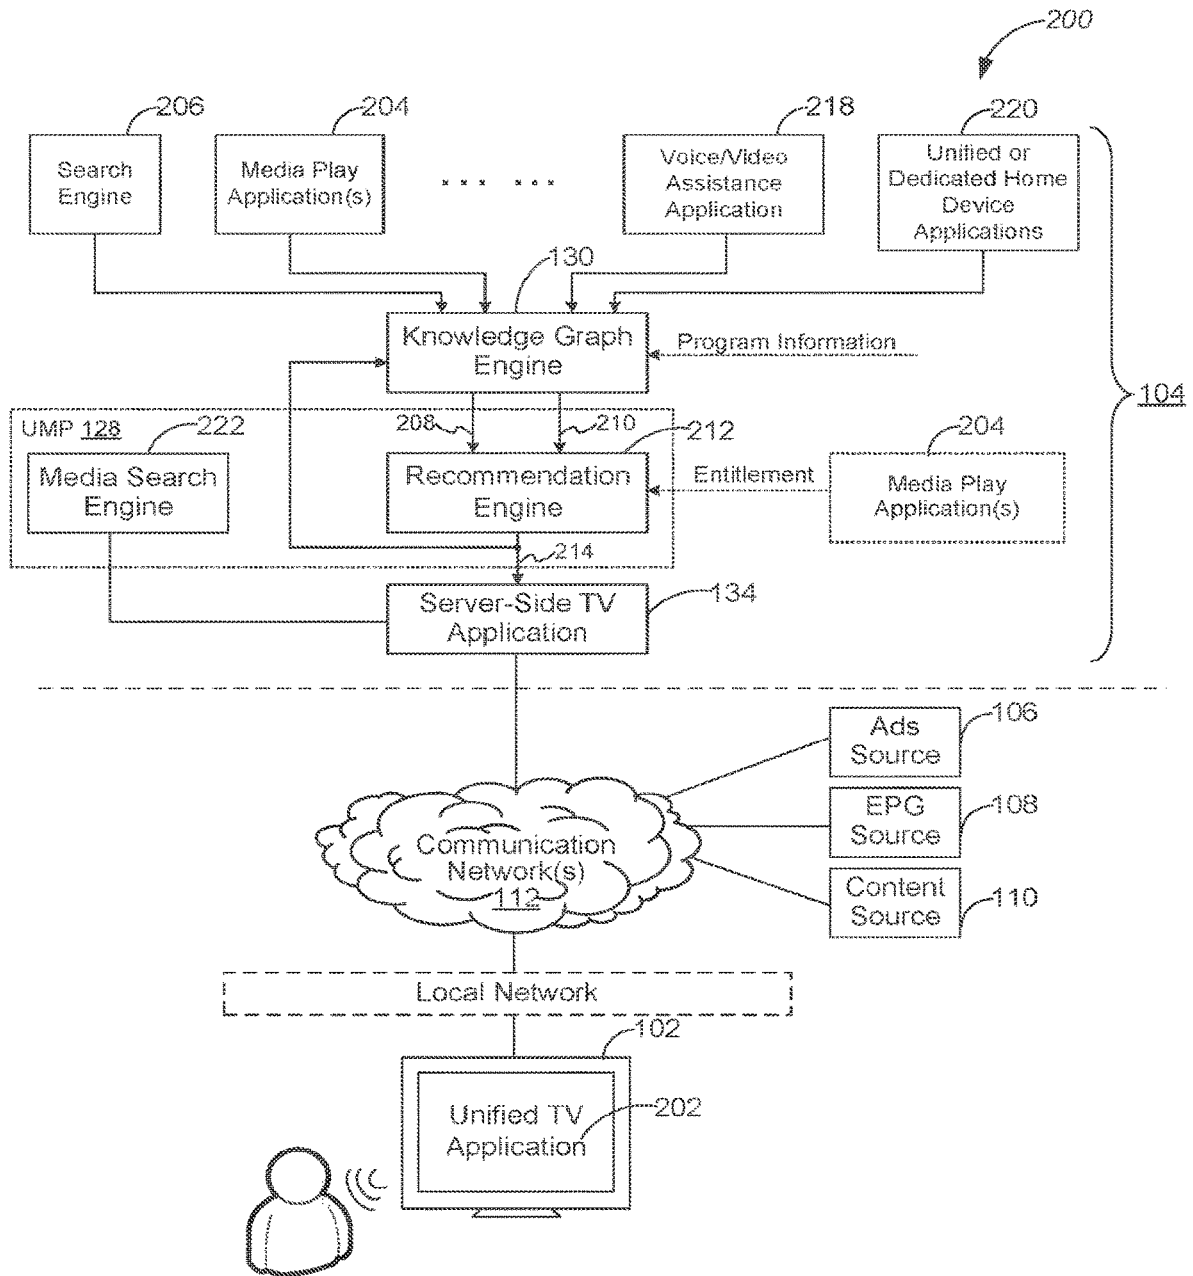 200
206
204
218
220
Search
Engine
Media Play
Application(s)
Voice/Video
Assistance
Application
Unified or
Dedicated Home
Device
Applications
130
Knowledge Graph
Engine
Program Information
104
UMP 128
222
208
210
212
204
Media Search
Engine
Recommendation
Engine
Entitlement
Media Play
Application(s)
214
Server-Side TV
Application
134
Ads
Source
106
EPG
Source
108
Communication
Network(s)
112
Content
Source
110
Local Network
102
Unified TV
Application
202